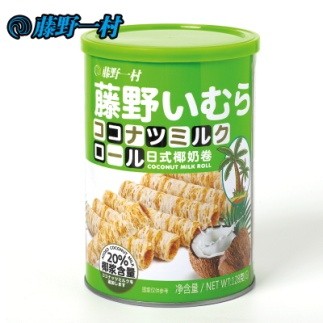 藤野一村
藤野一村
藤野いむら
ココナツミルク
ロール日式椰奶卷
COCONUT MILK ROLL
20%
椰浆含量
净含量/NET WT.